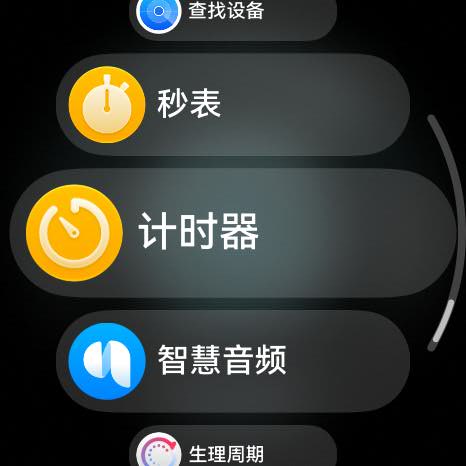 查找设备
秒表
计时器
智慧音频
生理周期